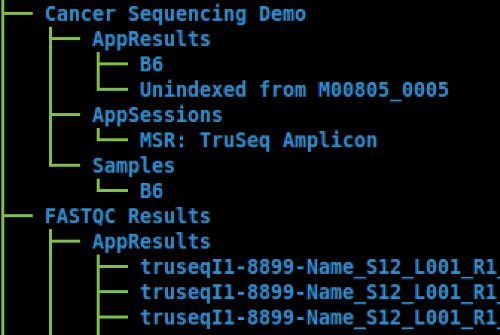 Cancer Sequencing Demo
AppResults
B6
Unindexed from M00805_0005
AppSessions
MSR: TruSeq Amplicon
Samples
B6
FASTQC Results
AppResults
truseqI1-8899-Name_S12_L001_R1_
truseqI1-8899-Name_S12_L001_R1_
truseqI1-8899-Name_S12_L001_R1